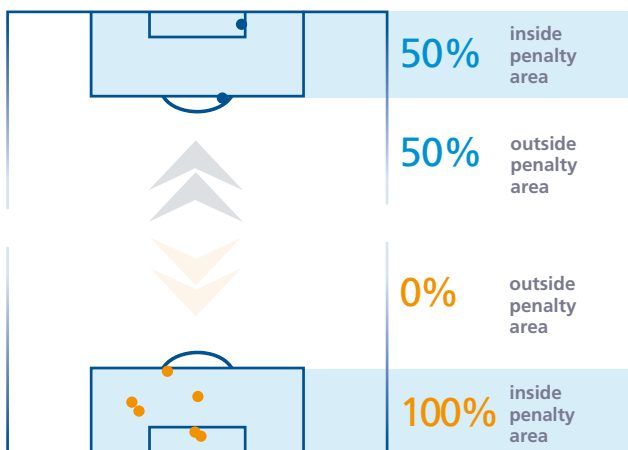 50%
inside
penalty
area
50%
outside
penalty
area
0%
outside
penalty
area
100%
inside
penalty
area